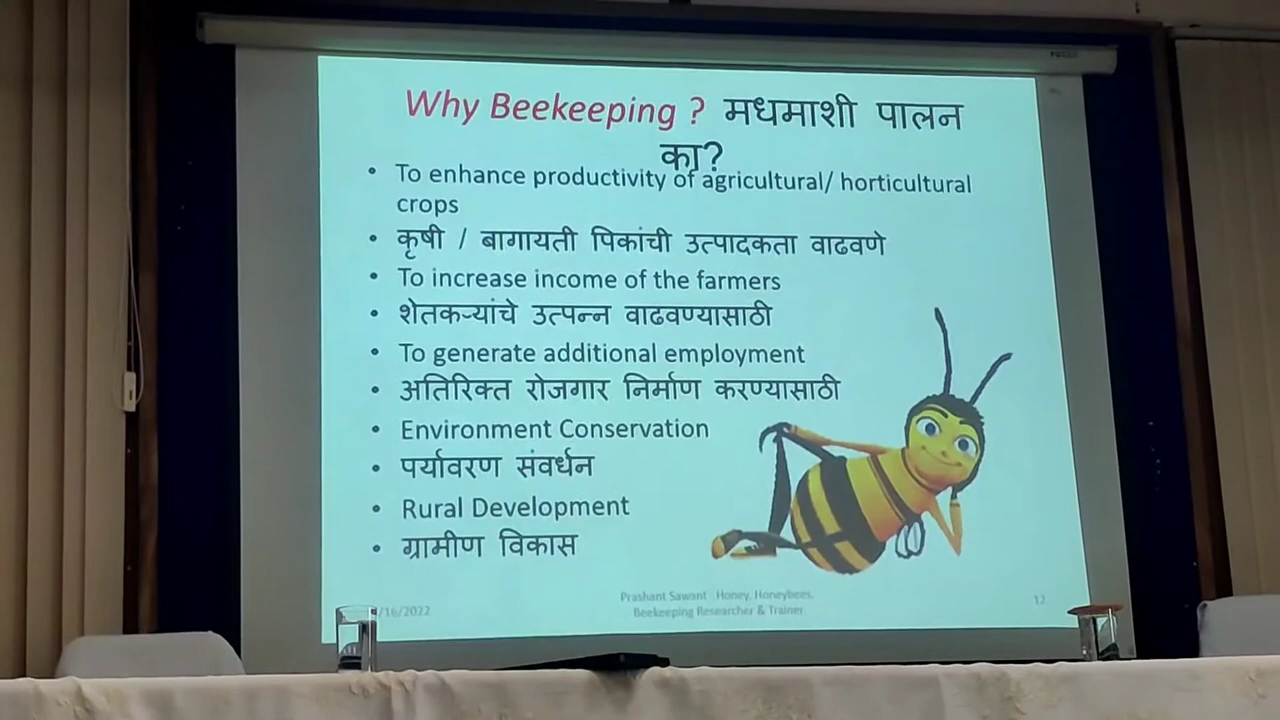 Why Beekeeping ? मधमाशी पालन
का?
• To enhance productivity of agricultural/ horticultural
crops
• कृषी / बागायती पिकांची उत्पादकता वाढवणे
• To increase income of the farmers
• शेतकऱ्यांचे उत्पन्न वाढवण्यासाठी
• To generate additional employment
• अतिरिक्त रोजगार निर्माण करण्यासाठी
• Environment Conservation
• पर्यावरण संवर्धन
• Rural Development
• ग्रामीण विकास
/16/2022
Prashant Sawant - Honey, Honeybees,
Beekeeping Researcher & Trainer
12